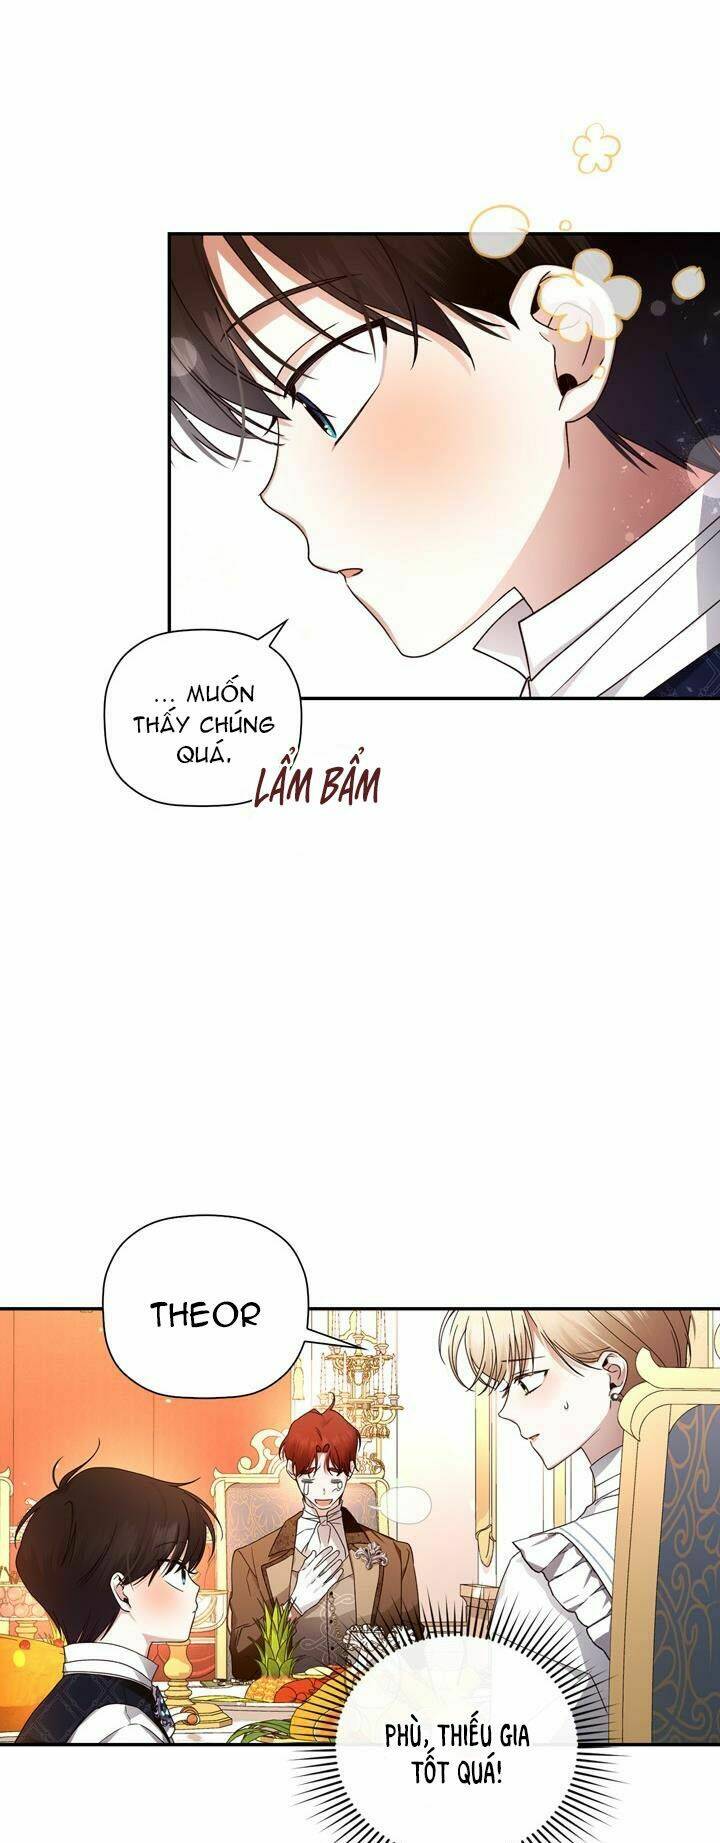 ... MUỐN
THẤY CHÚNG
QUÁ.
LẨM BẨM
THEOR
PHÙ, THIẾU GIA
TỐT QUÁ!